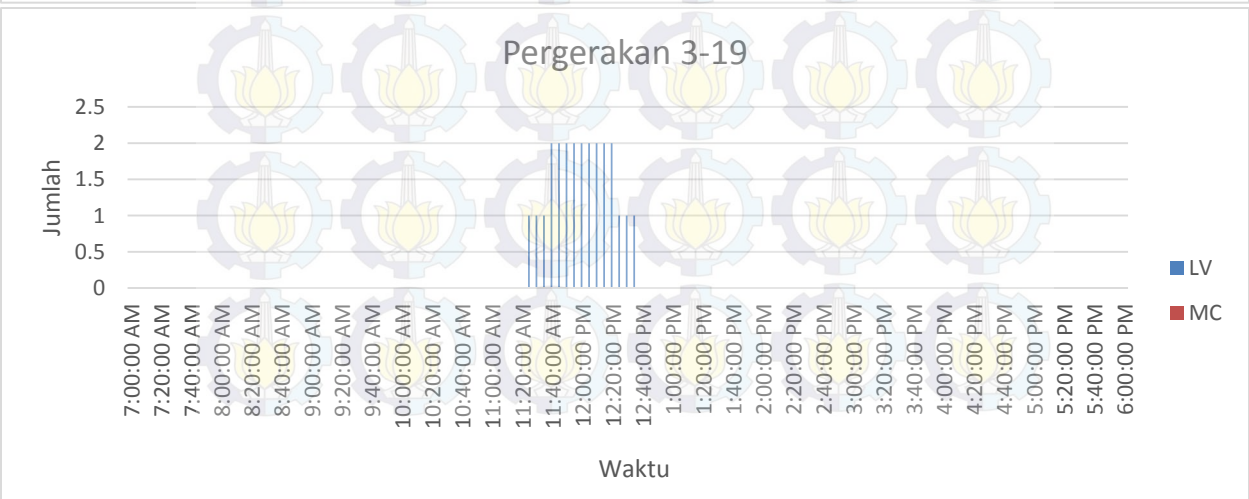 Pergerakan 3-19
2.5
2
1.5
1
0.5
0
Jumlah
7:00:00 AM
7:20:00 AM
7:40:00 AM
8:00:00 AM
8:20:00 AM
8:40:00 AM
9:00:00 AM
9:20:00 AM
9:40:00 AM
10:00:00 AM
10:20:00 AM
10:40:00 AM
11:00:00 AM
11:20:00 AM
11:40:00 AM
12:00:00 PM
12:20:00 PM
12:40:00 PM
1:00:00 PM
1:20:00 PM
1:40:00 PM
2:00:00 PM
2:20:00 PM
2:40:00 PM
3:00:00 PM
3:20:00 PM
3:40:00 PM
4:00:00 PM
4:20:00 PM
4:40:00 PM
5:00:00 PM
5:20:00 PM
5:40:00 PM
6:00:00 PM
Waktu
LV
MC